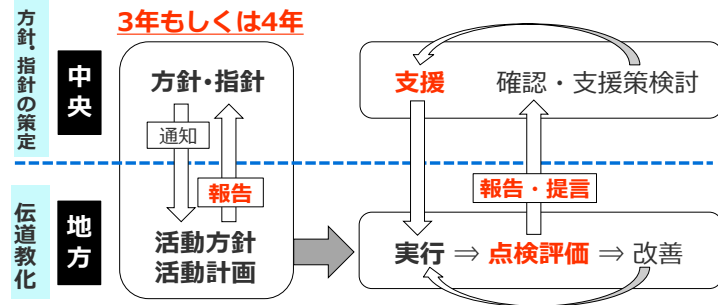 方針・指針の策定
中央
3年もしくは4年
方針・指針
通知
報告
活動方針
活動計画
支援
確認・支援策検討
報告・提言
伝道教化
地方
実行 ⇒ 点検評価 ⇒ 改善